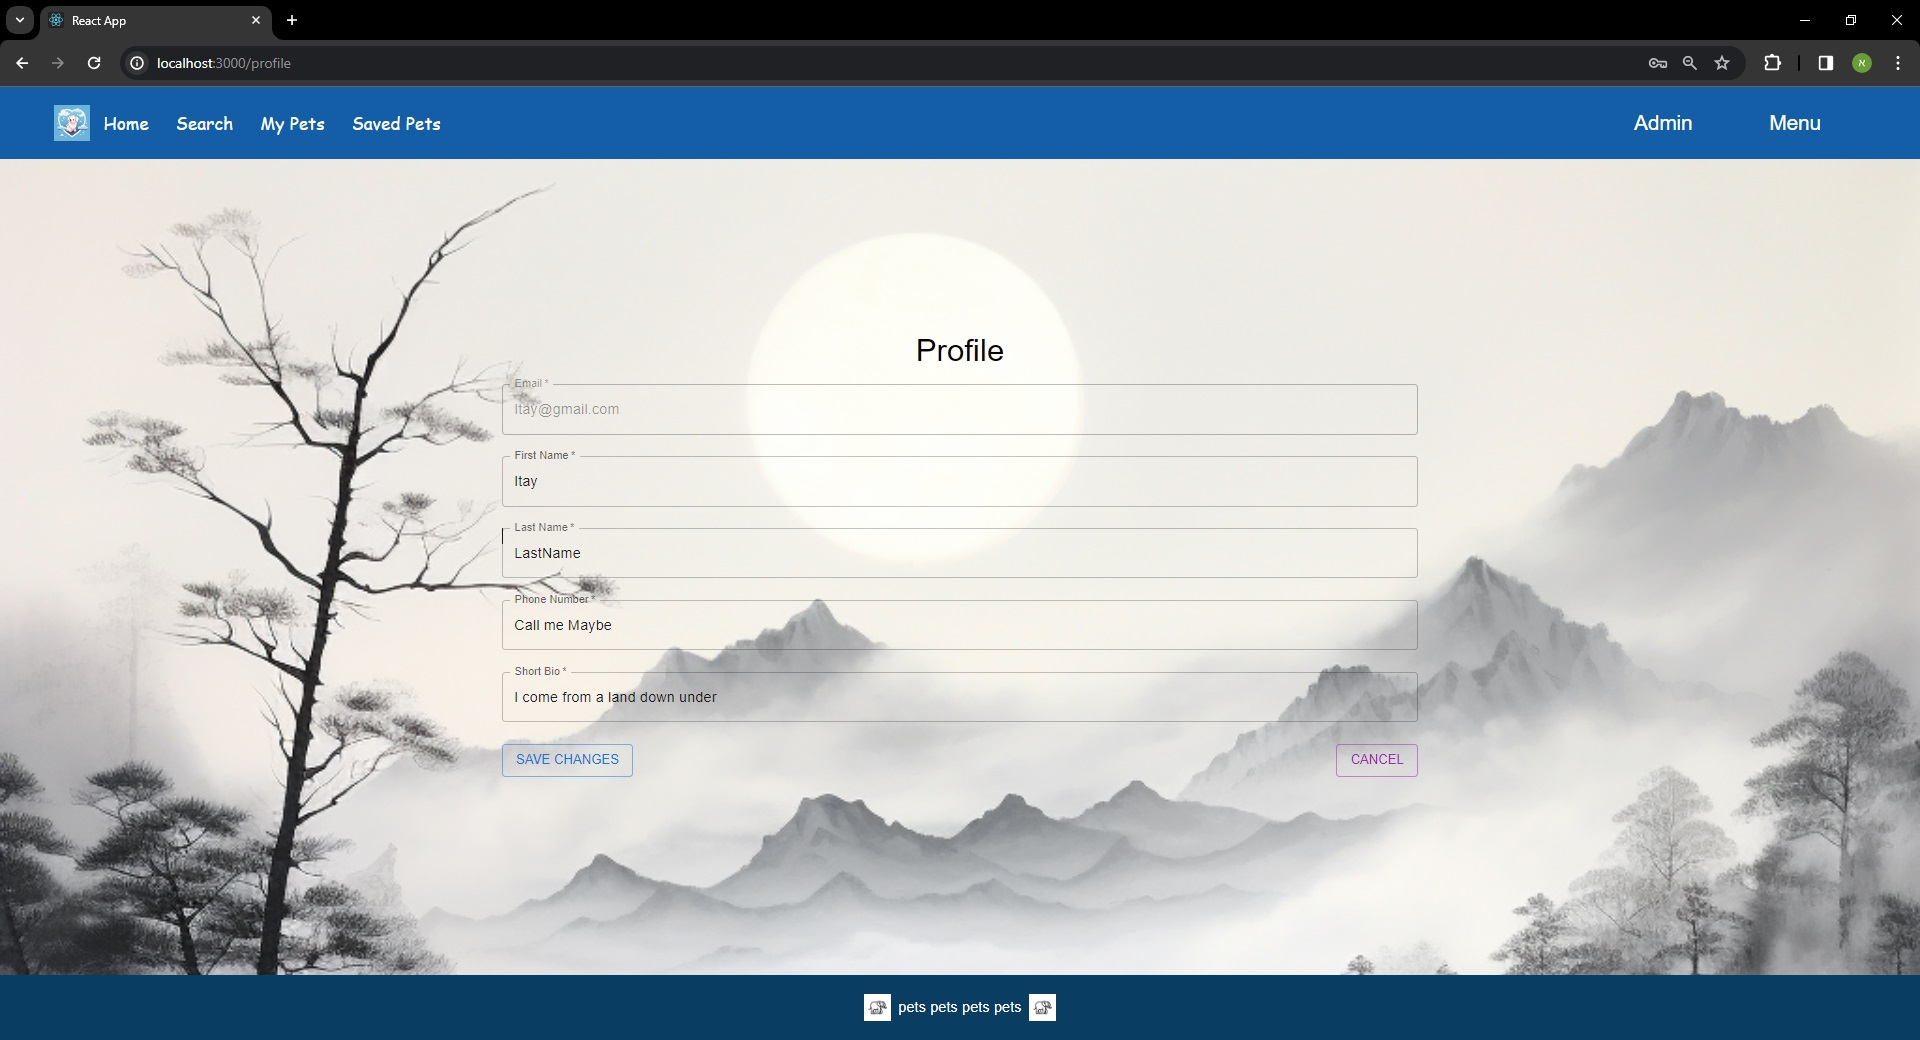 React App
localhost:3000/profile
א
Home Search My Pets Saved Pets Admin Menu
Profile
Email *
Itay@gmail.com
First Name *
Itay
Last Name *
LastName
Phone Number *
Call me Maybe
Short Bio *
I come from a land down under
SAVE CHANGES CANCEL
pets pets pets pets